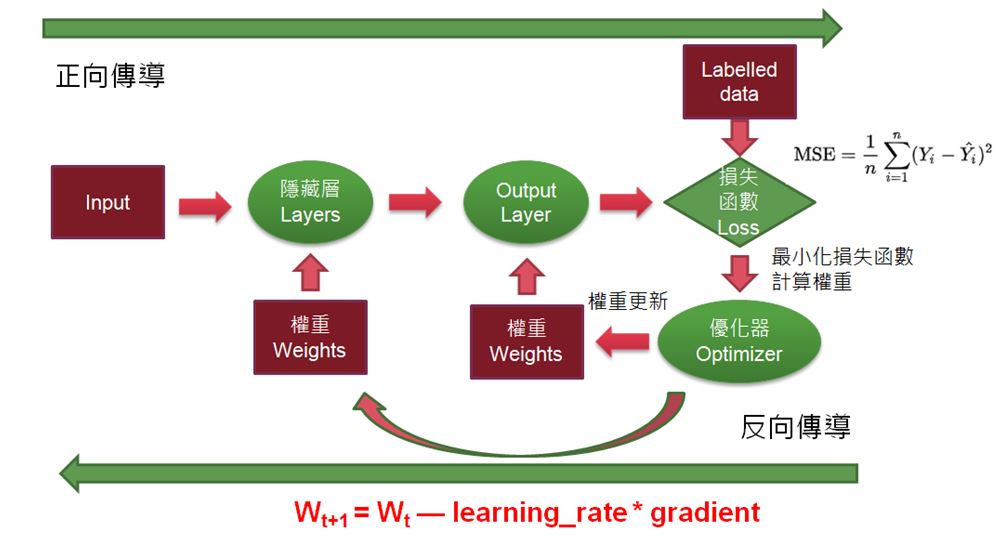 正向傳導
Labelled
data
MSE = \frac{1}{n} \sum_{i=1}^{n} (Y_i - \hat{Y}_i)^2
Input
隱藏層
Layers
Output
Layer
損失
函數
Loss
最小化損失函數
計算權重
權重
Weights
權重
Weights
權重更新
優化器
Optimizer
反向傳導
W_{t+1} = W_t — learning_rate * gradient